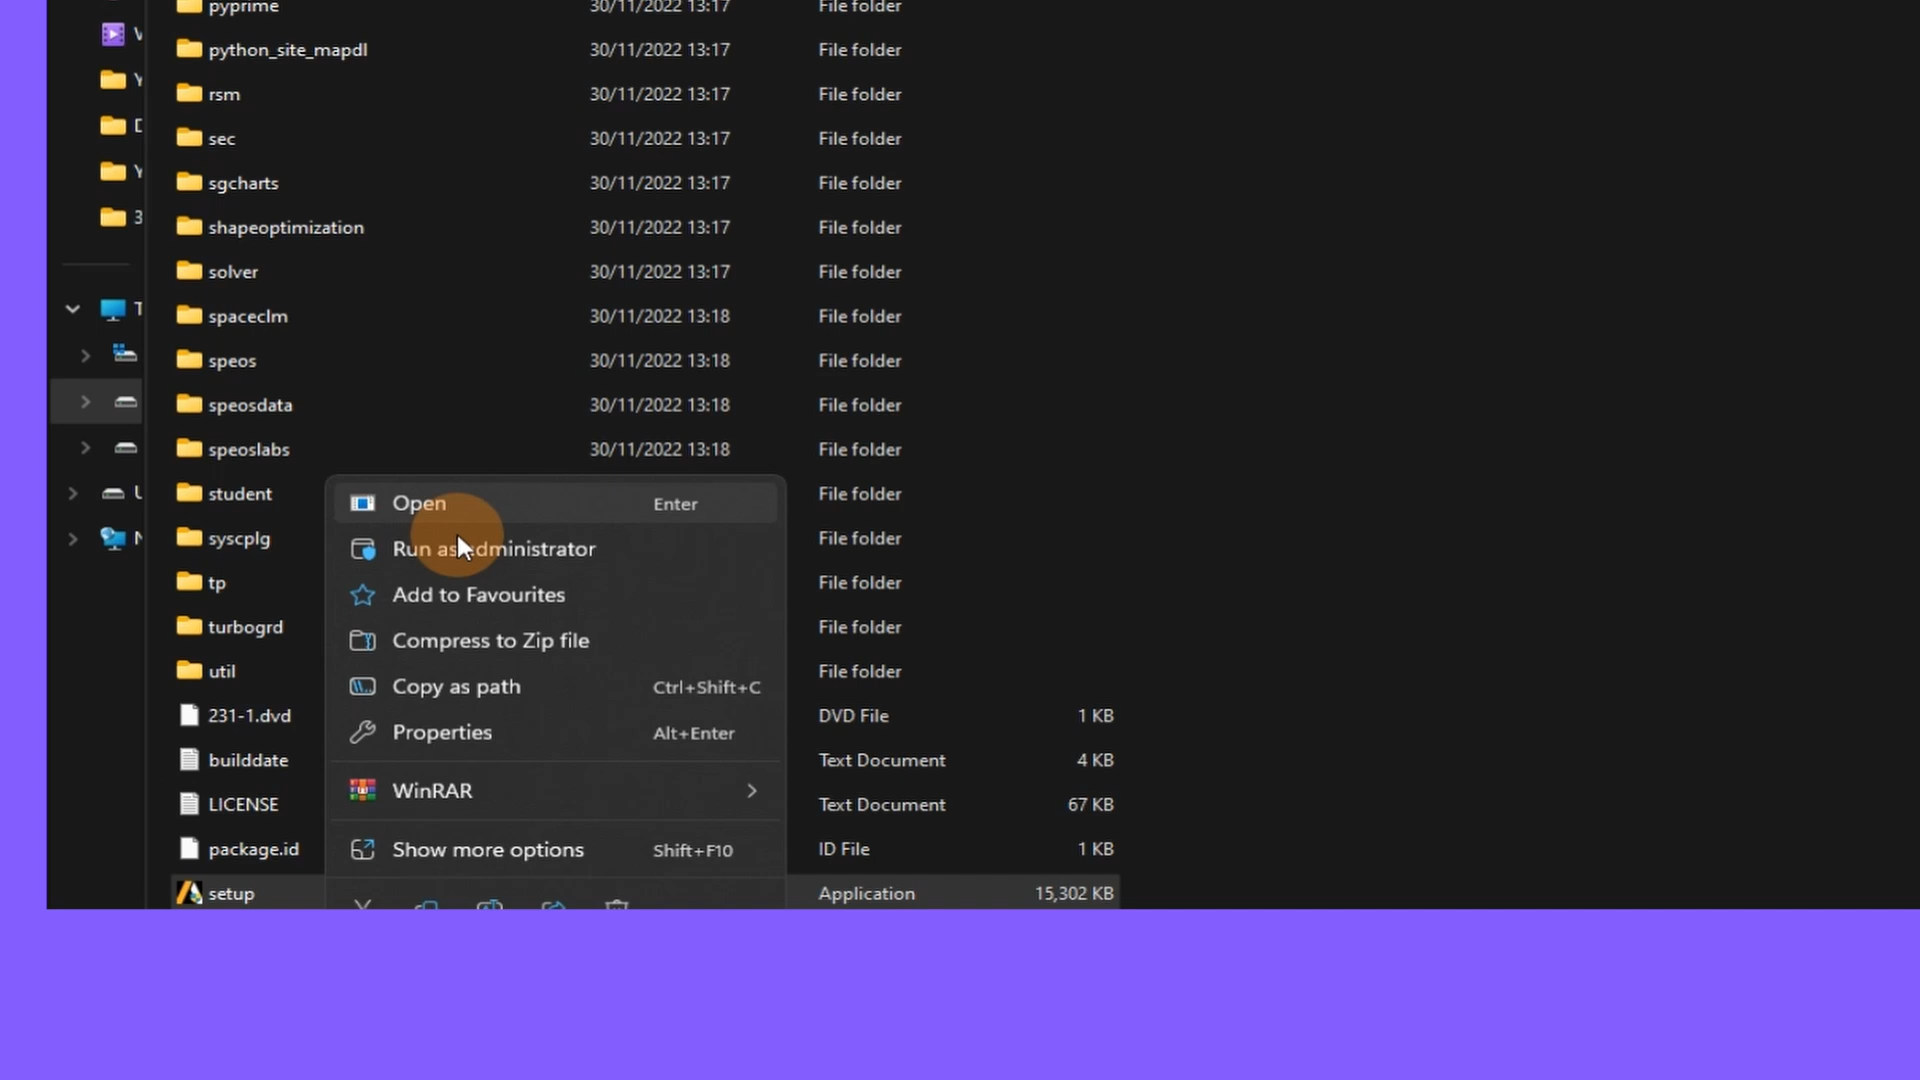 pyprime 30/11/2022 13:17 File folder
V
python_site_mapdl 30/11/2022 13:17 File folder
Y
rsm 30/11/2022 13:17 File folder
D
sec 30/11/2022 13:17 File folder
Y
sgcharts 30/11/2022 13:17 File folder
3
shapeoptimization 30/11/2022 13:17 File folder
solver 30/11/2022 13:17 File folder
T
spaceclm 30/11/2022 13:18 File folder
speos 30/11/2022 13:18 File folder
speosdata 30/11/2022 13:18 File folder
speoslabs 30/11/2022 13:18 File folder
student File folder
Open Enter
syscplg File folder
Run as administrator
tp File folder
Add to Favourites
turbogrd File folder
Compress to Zip file
util File folder
Copy as path Ctrl+Shift+C
231-1.dvd DVD File 1 KB
Properties Alt+Enter
builddate Text Document 4 KB
WinRAR
LICENSE Text Document 67 KB
package.id ID File 1 KB
Show more options Shift+F10
setup Application 15,302 KB